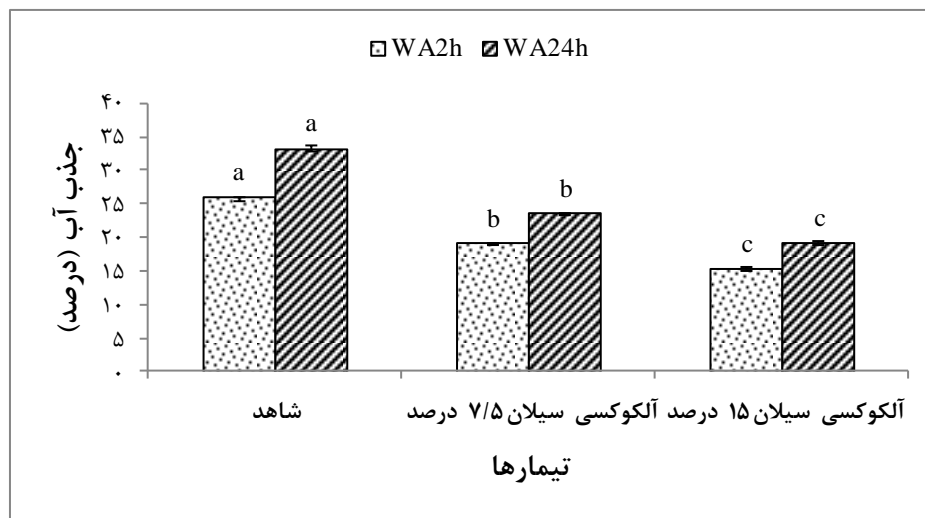 WA2h WA24h
جذب آب (درصد)
۴۰
۳۵
۳۰
۲۵
۲۰
۱۵
۱۰
۵
۰
a
a
b
b
c
c
شاهد
آلکوکسی سیلان ۷/۵ درصد
آلکوکسی سیلان ۱۵ درصد
تیمارها